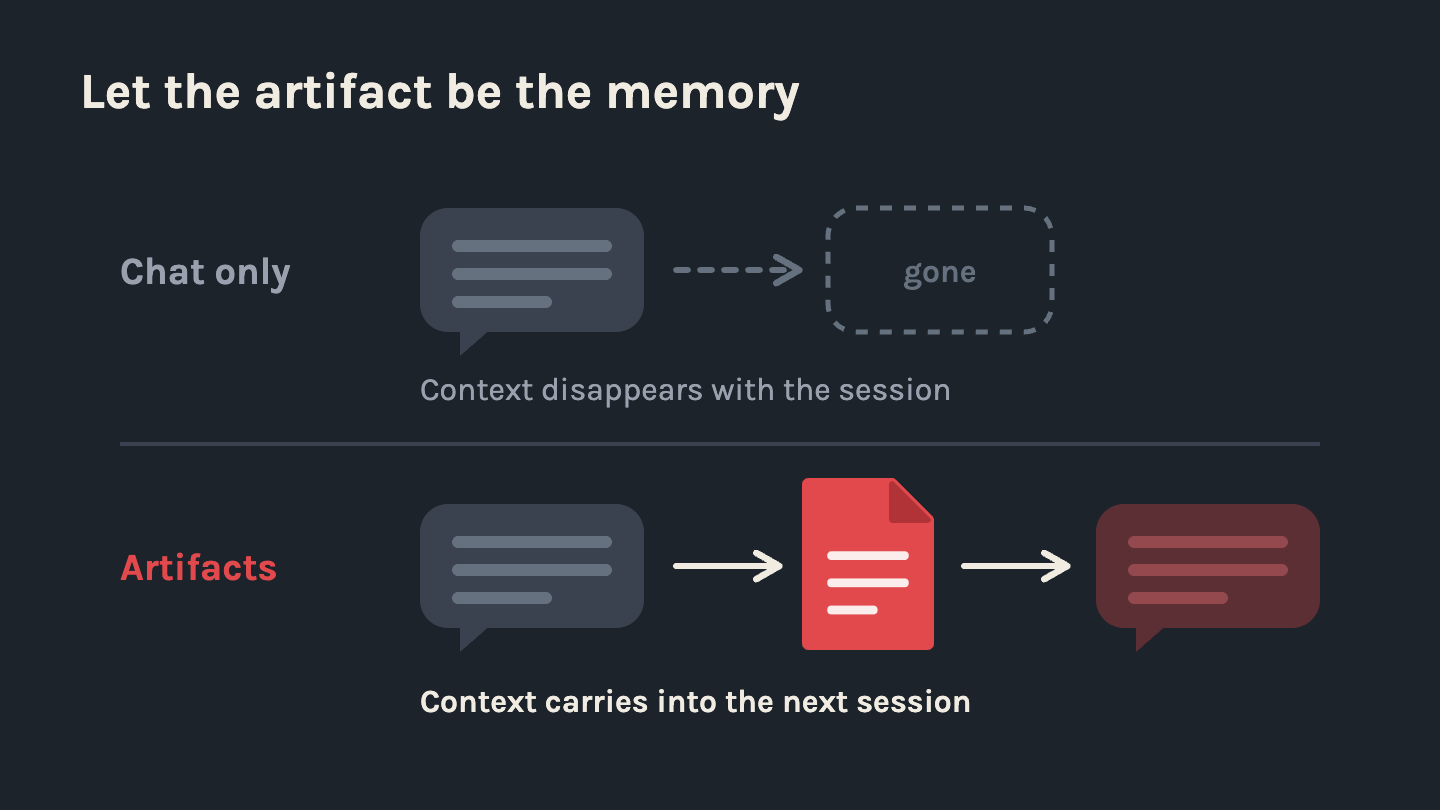 Let the artifact be the memory
Chat only
gone
Context disappears with the session
Artifacts
Context carries into the next session